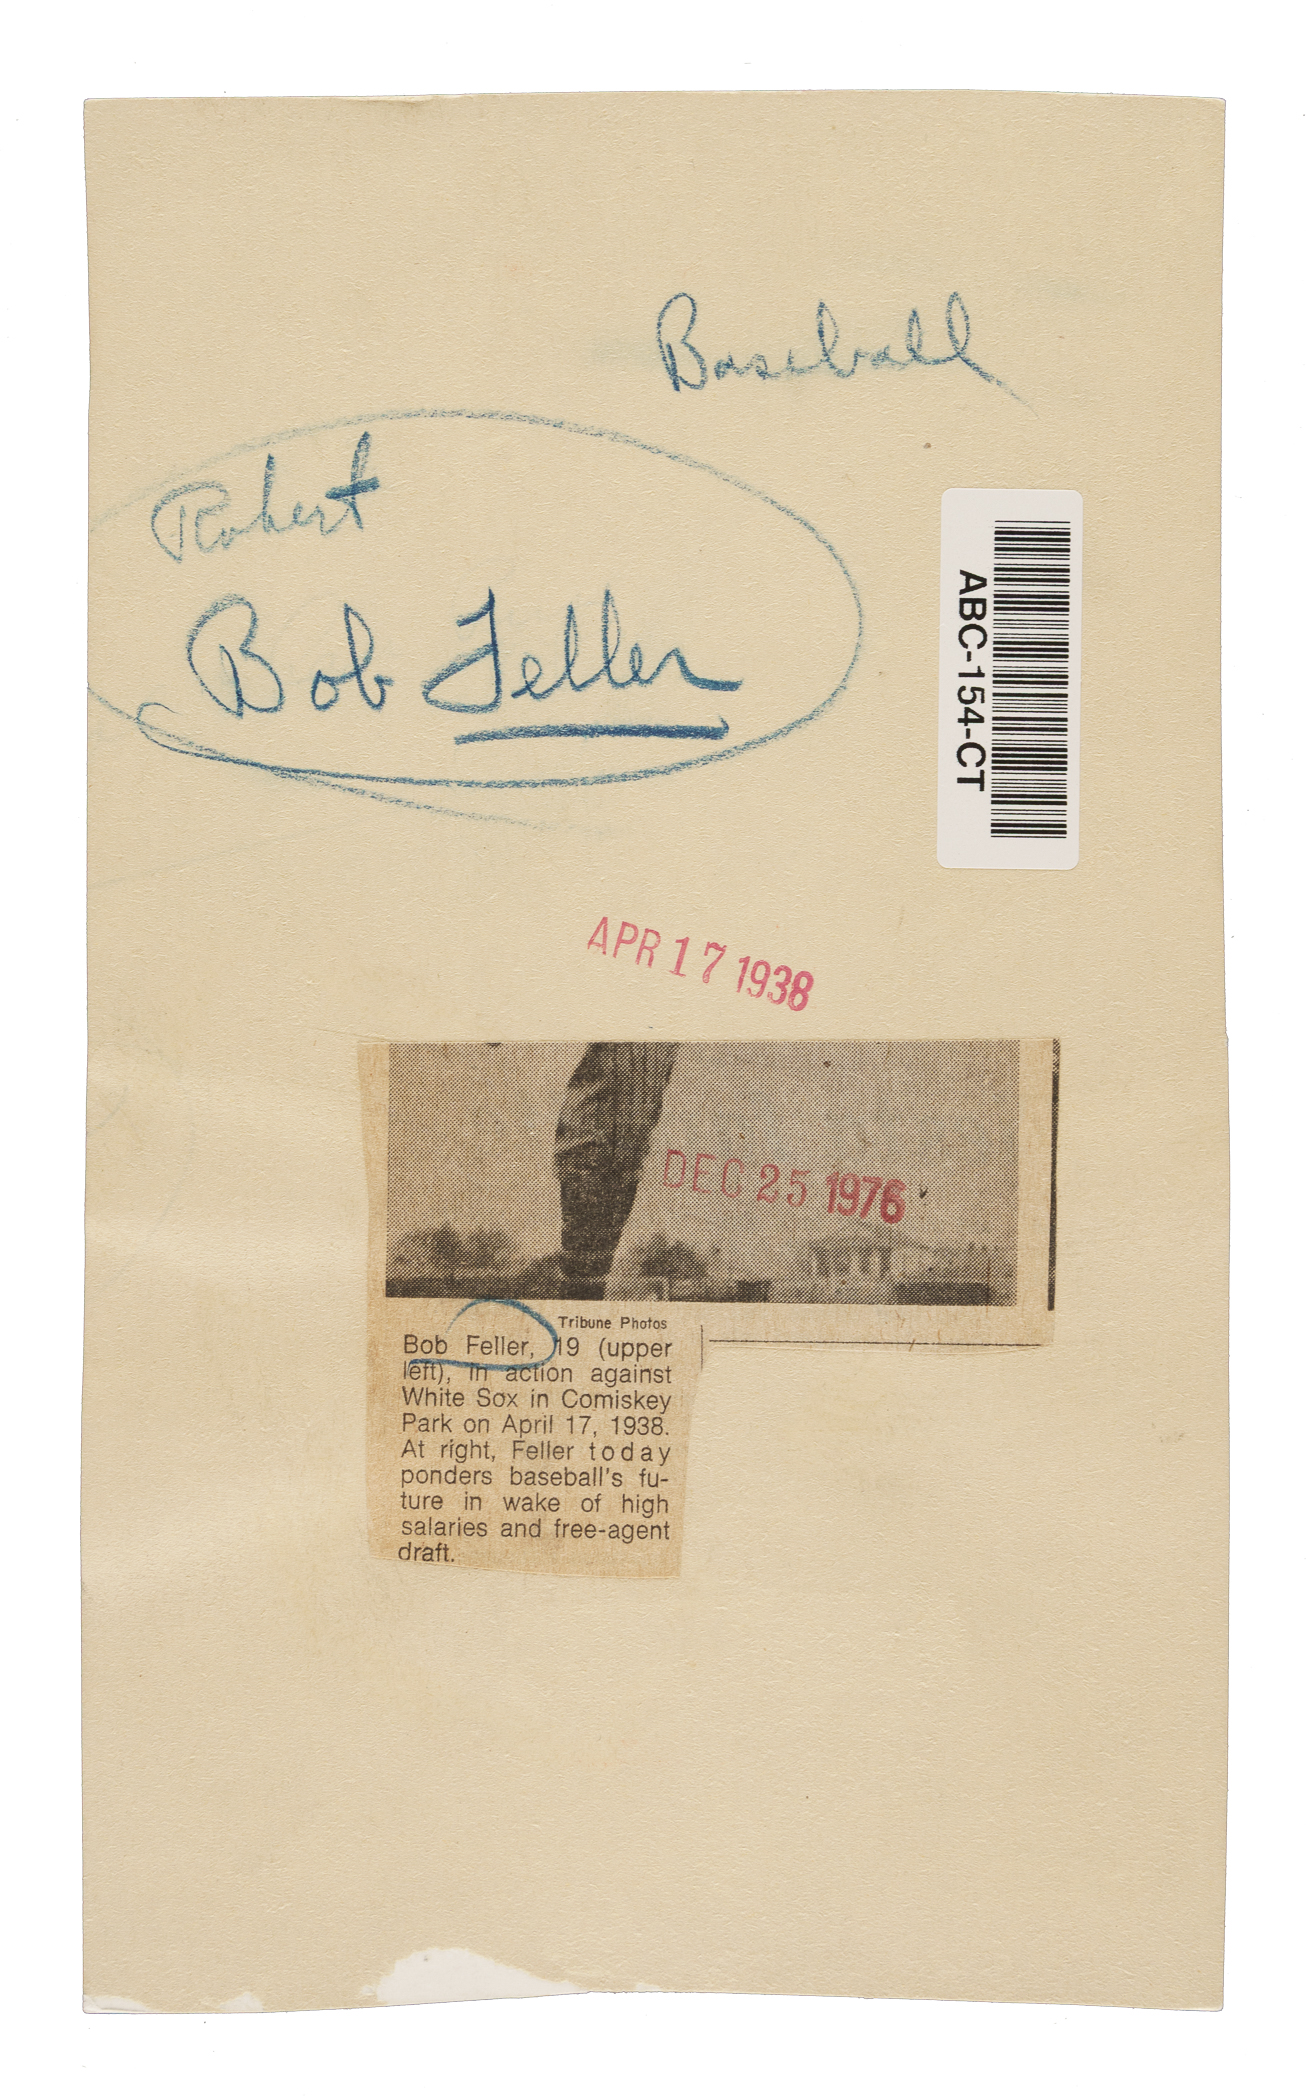 Baseball
Robert
Bob Feller
ABC-154-CT
APR 17 1938
DEC 25 1976
Tribune Photos
Bob Feller, 19 (upper
left), in action against
White Sox in Comiskey
Park on April 17, 1938.
At right, Feller today
ponders baseball's fu-
ture in wake of high
salaries and free-agent
draft.